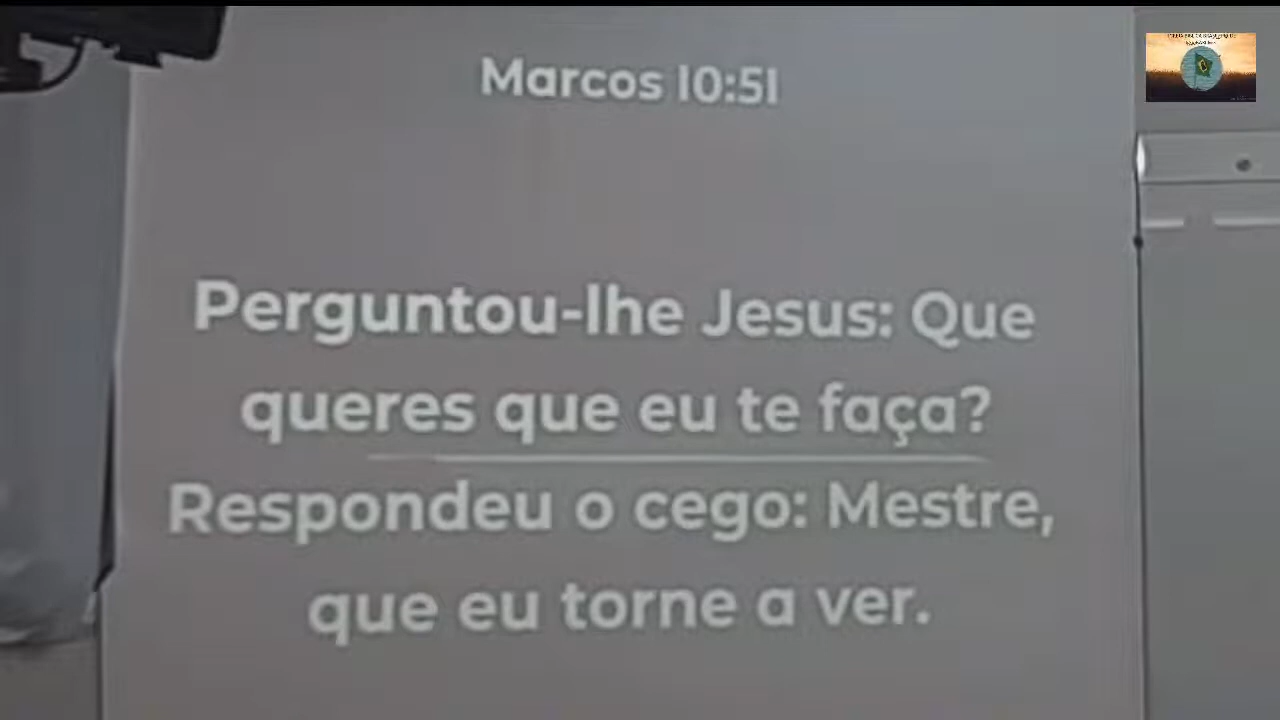 Marcos 10:51
Perguntou-lhe Jesus: Que
queres que eu te faça?
Respondeu o cego: Mestre,
que eu torne a ver.